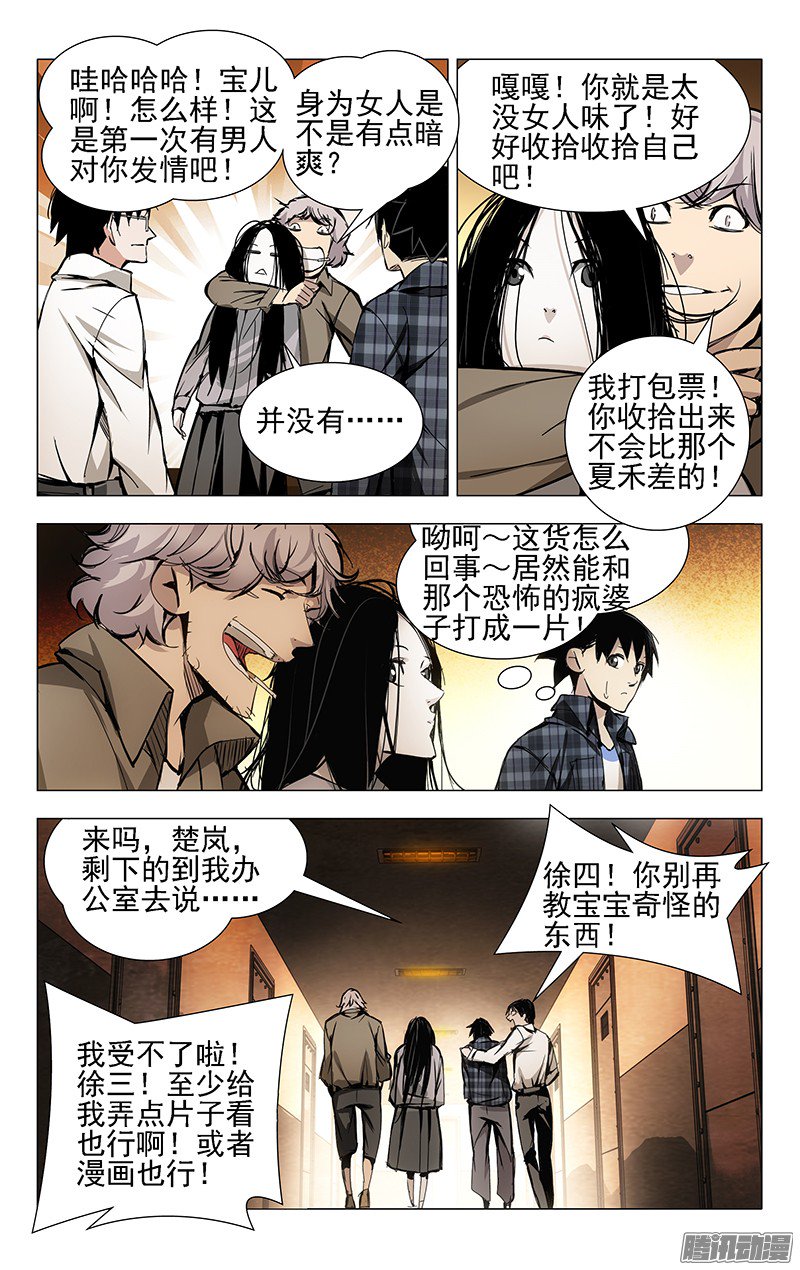 哇哈哈哈！宝儿
啊！怎么样！这
是第一次有男人
对你发情吧！
身为女人是
不是有点暗
爽？
并没有……
嘎嘎！你就是太
没女人味了！好
好收拾收拾自己
吧！
我打包票！
你收拾出来
不会比那个
夏禾差的！
呦呵～这货怎么
回事～居然能和
那个恐怖的疯婆
子打成一片！
来吗，楚岚，
剩下的到我办
公室去说……
徐四！你别再
教宝宝奇怪的
东西！
我受不了啦！
徐三！至少给
我弄点片子看
也行啊！或者
漫画也行！
腾讯动漫